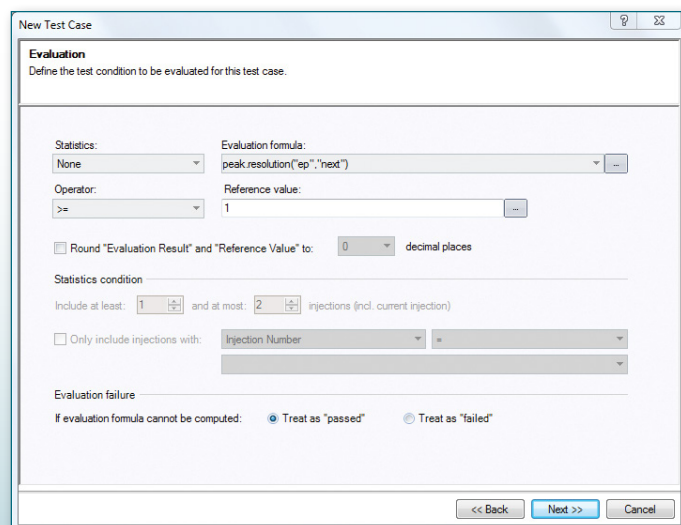 New Test Case
Evaluation
Define the test condition to be evaluated for this test case.
Statistics: Evaluation formula:
None peak.resolution("ep","next") ...
Operator: Reference value:
>= 1 ...
Round "Evaluation Result" and "Reference Value" to: 0 decimal places
Statistics condition
Include at least: 1 and at most: 2 injections (incl. current injection)
Only include injections with: Injection Number =
Evaluation failure
If evaluation formula cannot be computed: Treat as "passed" Treat as "failed"
<< Back Next >> Cancel